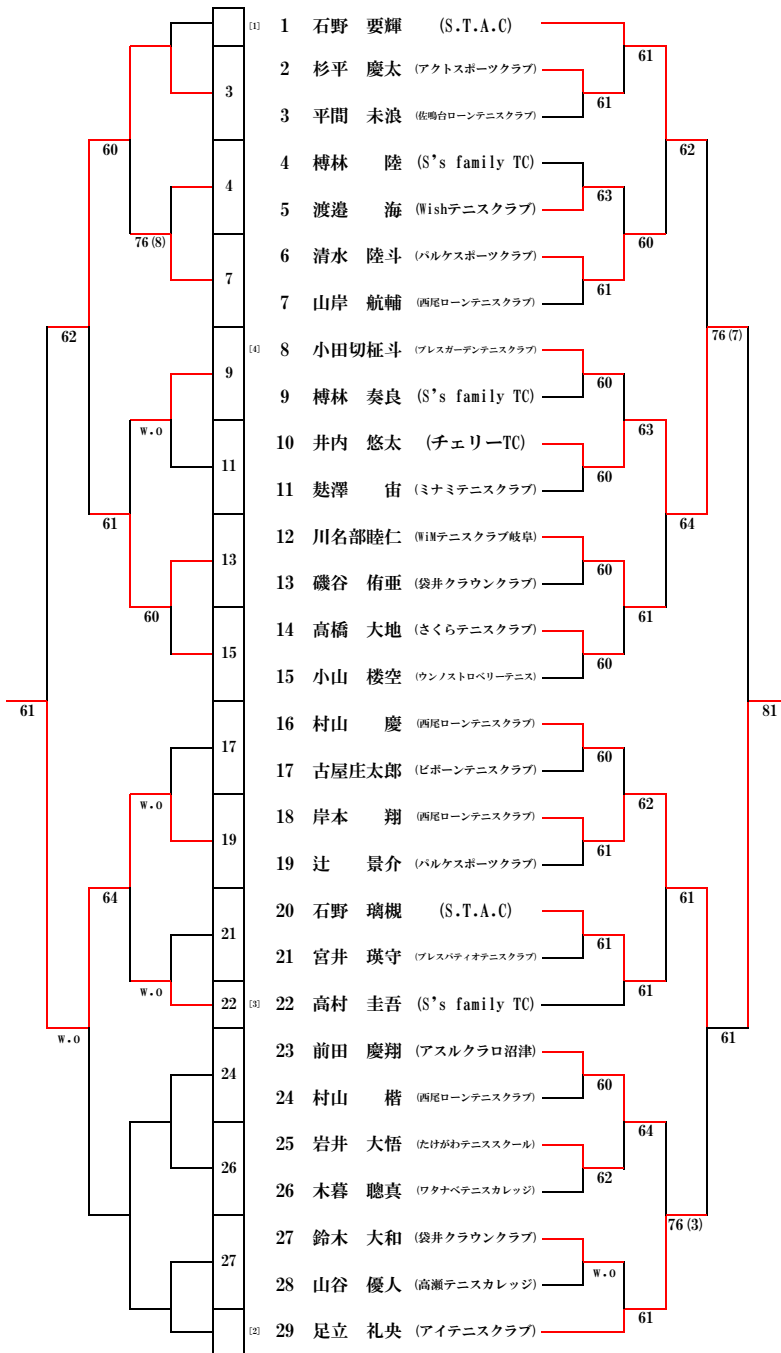 [1] 1 石野 要輝 (S.T.A.C)
61
2 杉平 慶太 (アクトスポーツクラブ)
3
61
3 平間 未浪 (佐鳴台ローンテニスクラブ)
60
62
4 榑林 陸 (S’s family TC)
4
63
5 渡邉 海 (Wishテニスクラブ)
76(8)
60
6 清水 陸斗 (パルケスポーツクラブ)
7
61
7 山岸 航輔 (西尾ローンテニスクラブ)
62
76(7)
[4] 8 小田切柾斗 (プレスガーデンテニスクラブ)
9
60
9 榑林 奏良 (S’s family TC)
w.o
63
10 井内 悠太 (チェリーTC)
11
60
11 麸澤 宙 (ミナミテニスクラブ)
61
64
12 川名部睦仁 (WiMテニスクラブ岐阜)
13
60
13 磯谷 侑亜 (袋井クラウンクラブ)
60
61
14 高橋 大地 (さくらテニスクラブ)
15
60
15 小山 楼空 (ウンノストロベリーテニス)
61
81
16 村山 慶 (西尾ローンテニスクラブ)
17
60
17 古屋庄太郎 (ビボーンテニスクラブ)
w.o
62
18 岸本 翔 (西尾ローンテニスクラブ)
19
61
19 辻 景介 (パルケスポーツクラブ)
64
61
20 石野 璃槻 (S.T.A.C)
21
61
21 宮井 瑛守 (プレスパティオテニスクラブ)
w.o
61
22 [3] 22 高村 圭吾 (S’s family TC)
w.o
61
23 前田 慶翔 (アスルクラロ沼津)
24
60
24 村山 楷 (西尾ローンテニスクラブ)
64
25 岩井 大悟 (たけがわテニススクール)
26
62
26 木暮 聰真 (ワタナベテニスカレッジ)
76(3)
27 鈴木 大和 (袋井クラウンクラブ)
27
w.o
28 山谷 優人 (高瀬テニスカレッジ)
61
[2] 29 足立 礼央 (アイテニスクラブ)